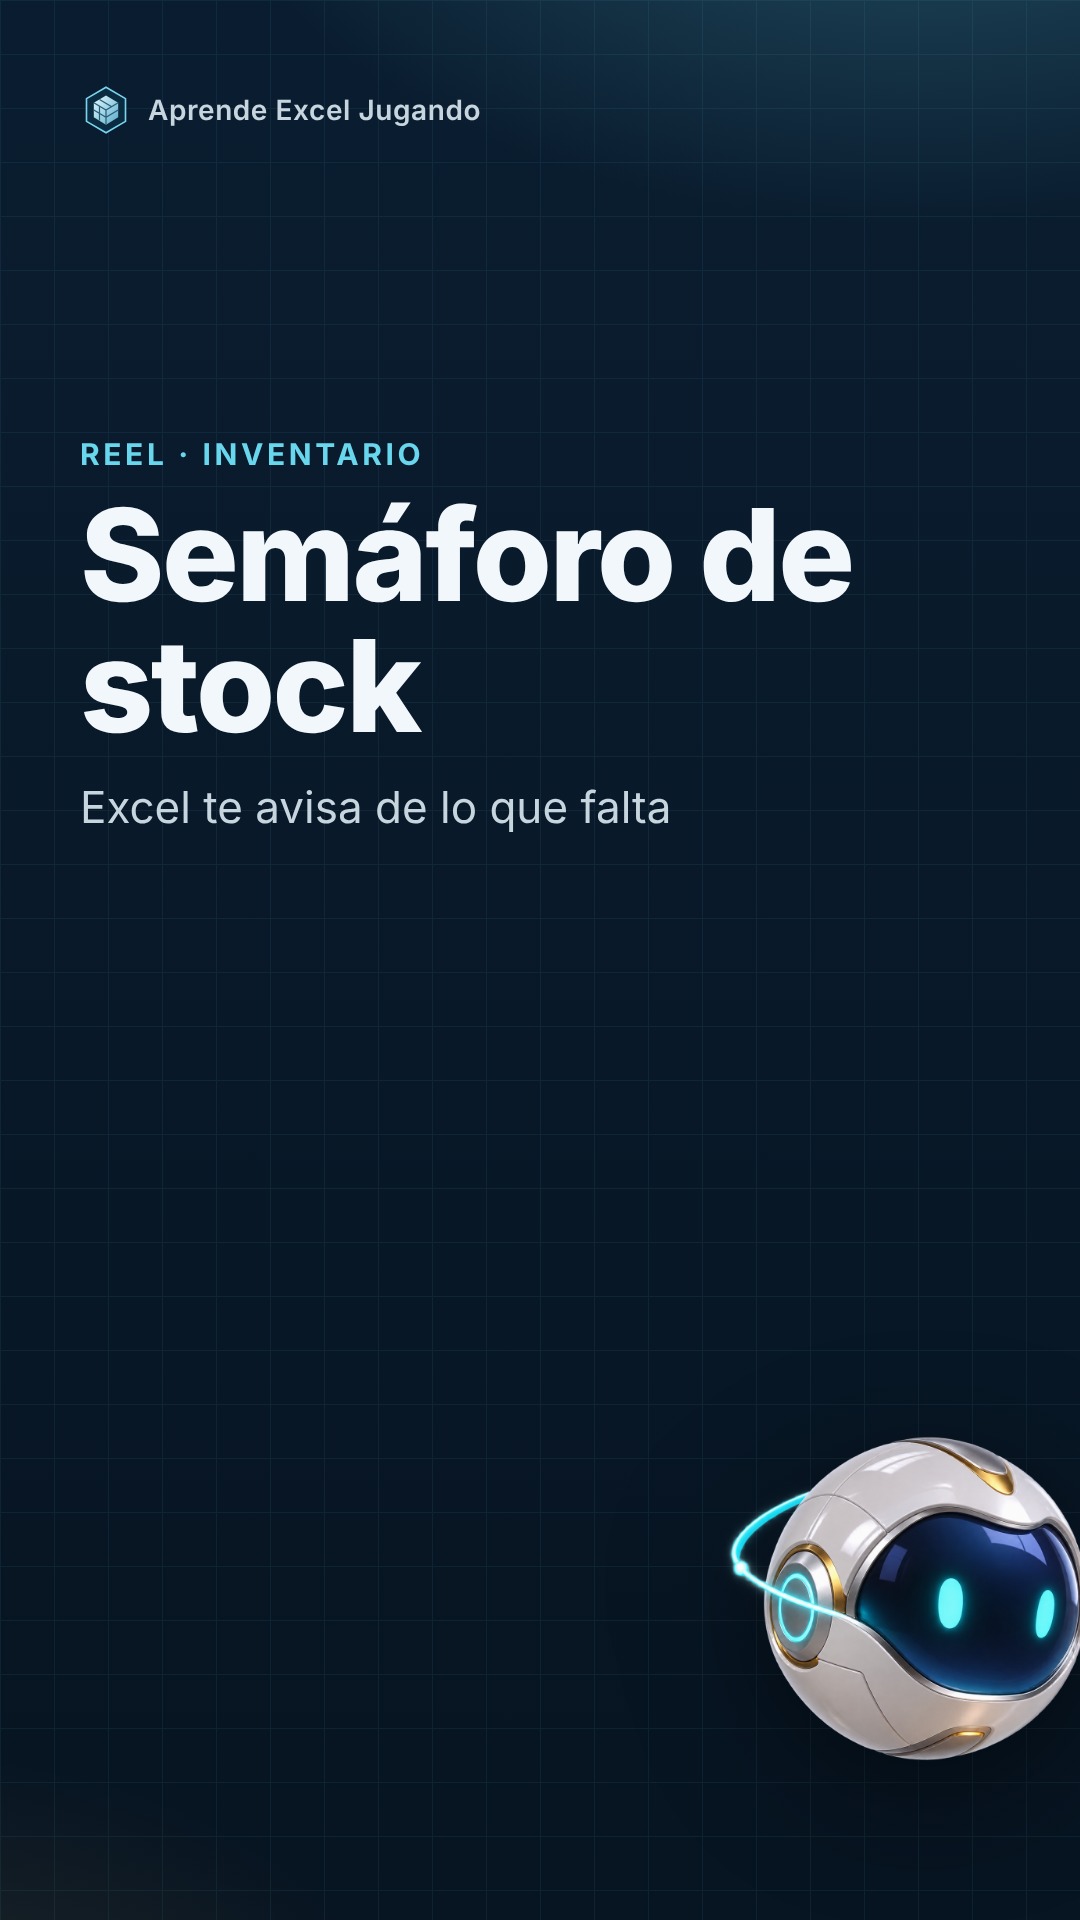 Aprende Excel Jugando
REEL · INVENTARIO
Semáforo de
stock
Excel te avisa de lo que falta